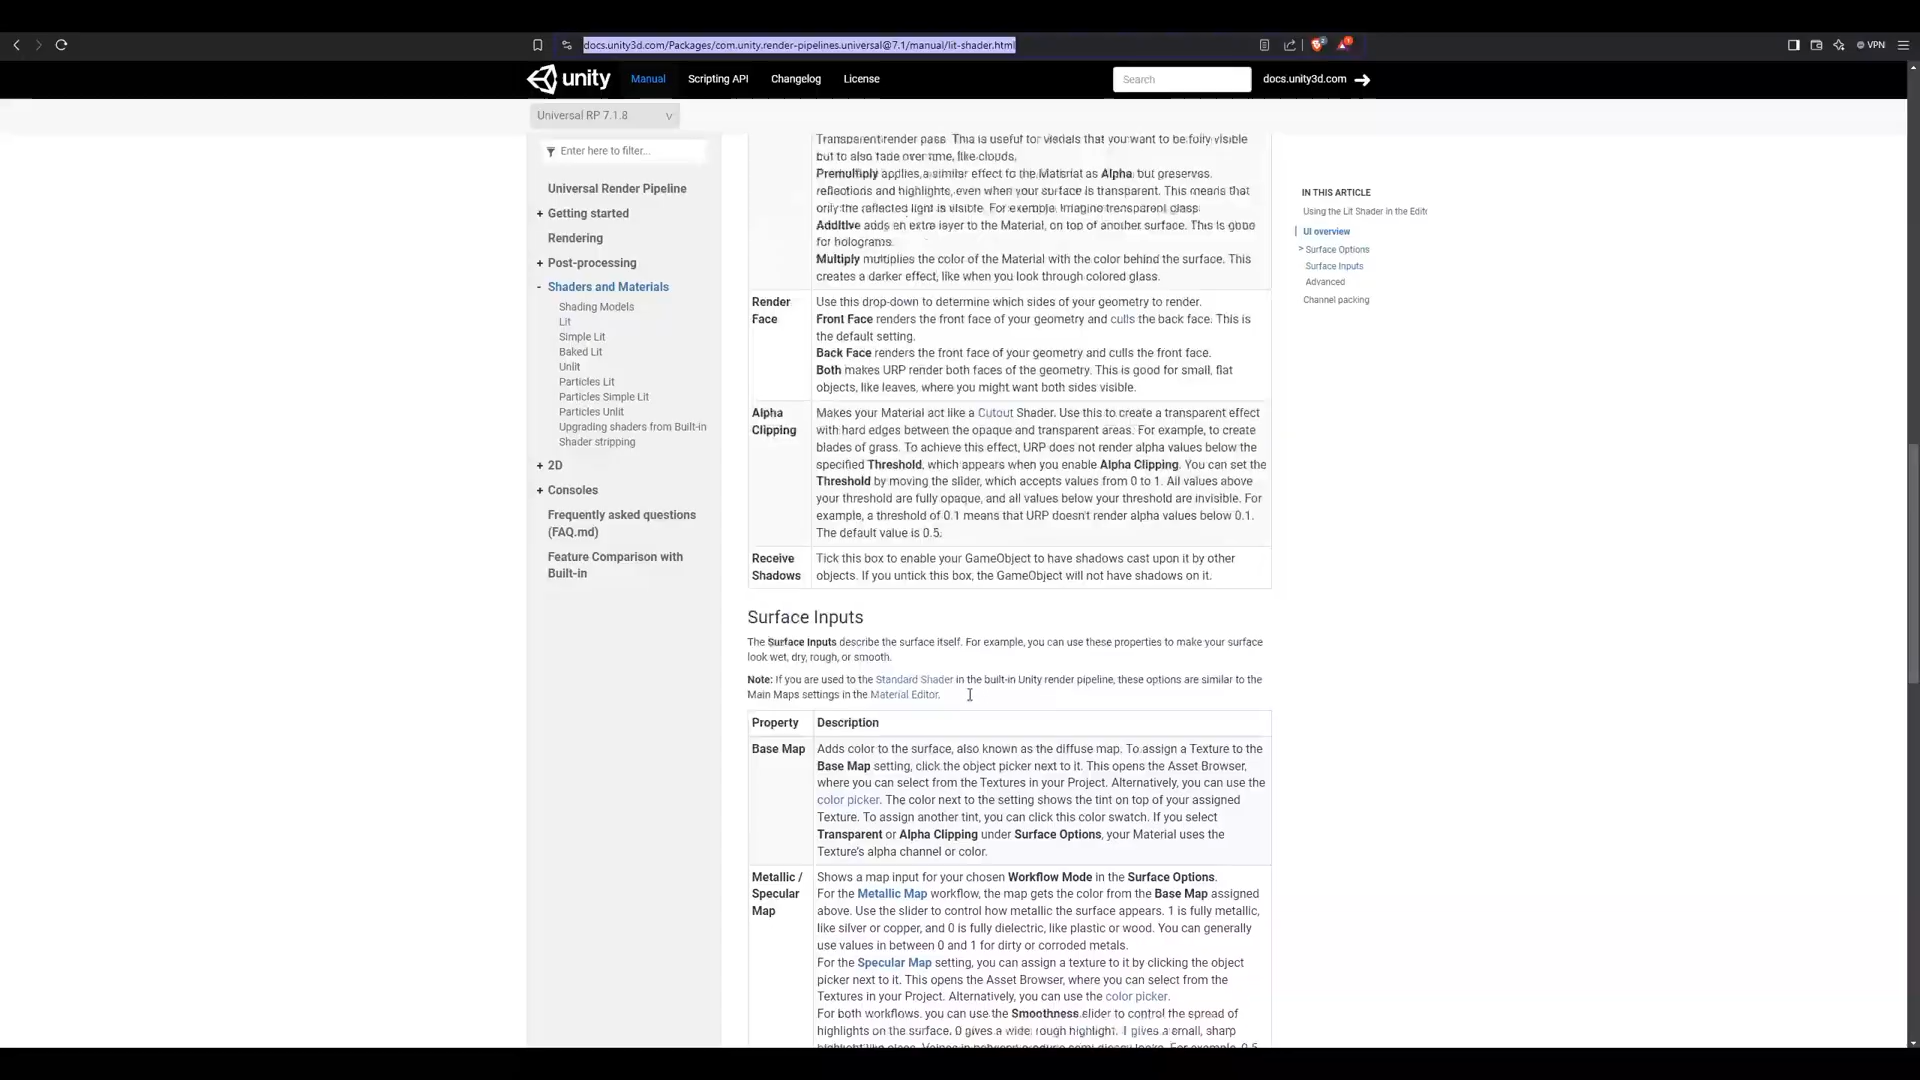 docs.unity3d.com/Packages/com.unity.render-pipelines.universal@7.1/manual/lit-shader.html
VPN
unity
Manual
Scripting API
Changelog
License
Search
docs.unity3d.com
Universal RP 7.1.8
Enter here to filter...
Universal Render Pipeline
+ Getting started
Rendering
+ Post-processing
- Shaders and Materials
Shading Models
Lit
Simple Lit
Baked Lit
Unlit
Particles Lit
Particles Simple Lit
Particles Unlit
Upgrading shaders from Built-in
Shader stripping
+ 2D
+ Consoles
Frequently asked questions
(FAQ.md)
Feature Comparison with
Built-in
Transparent render pass. This is useful for visuals that you want to be fully visible
but to also fade over time, like clouds.
Premultiply applies a similar effect to the Material as Alpha but preserves
reflections and highlights, even when your surface is transparent. This means that
only the reflected light is visible. For example imagine transparent glass
Additive adds an extra layer to the Material, on top of another surface. This is good
for holograms.
Multiply multiplies the color of the Material with the color behind the surface. This
creates a darker effect, like when you look through colored glass.
Render
Face
Use this drop-down to determine which sides of your geometry to render.
Front Face renders the front face of your geometry and culls the back face. This is
the default setting.
Back Face renders the front face of your geometry and culls the front face.
Both makes URP render both faces of the geometry. This is good for small, flat
objects, like leaves, where you might want both sides visible.
Alpha
Clipping
Makes your Material act like a Cutout Shader. Use this to create a transparent effect
with hard edges between the opaque and transparent areas. For example, to create
blades of grass. To achieve this effect, URP does not render alpha values below the
specified Threshold, which appears when you enable Alpha Clipping. You can set the
Threshold by moving the slider, which accepts values from 0 to 1. All values above
your threshold are fully opaque, and all values below your threshold are invisible. For
example, a threshold of 0.1 means that URP doesn't render alpha values below 0.1.
The default value is 0.5.
Receive
Shadows
Tick this box to enable your GameObject to have shadows cast upon it by other
objects. If you untick this box, the GameObject will not have shadows on it.
Surface Inputs
The Surface Inputs describe the surface itself. For example, you can use these properties to make your surface
look wet, dry, rough, or smooth.
Note: If you are used to the Standard Shader in the built-in Unity render pipeline, these options are similar to the
Main Maps settings in the Material Editor.
Property
Description
Base Map
Adds color to the surface, also known as the diffuse map. To assign a Texture to the
Base Map setting, click the object picker next to it. This opens the Asset Browser,
where you can select from the Textures in your Project. Alternatively, you can use the
color picker. The color next to the setting shows the tint on top of your assigned
Texture. To assign another tint, you can click this color swatch. If you select
Transparent or Alpha Clipping under Surface Options, your Material uses the
Texture's alpha channel or color.
Metallic /
Specular
Map
Shows a map input for your chosen Workflow Mode in the Surface Options.
For the Metallic Map workflow, the map gets the color from the Base Map assigned
above. Use the slider to control how metallic the surface appears. 1 is fully metallic,
like silver or copper, and 0 is fully dielectric, like plastic or wood. You can generally
use values in between 0 and 1 for dirty or corroded metals.
For the Specular Map setting, you can assign a texture to it by clicking the object
picker next to it. This opens the Asset Browser, where you can select from the
Textures in your Project. Alternatively, you can use the color picker.
For both workflows, you can use the Smoothness slider to control the spread of
highlights on the surface. 0 gives a wide, rough highlight. 1 gives a small, sharp
IN THIS ARTICLE
Using the Lit Shader in the Edito
UI overview
> Surface Options
Surface Inputs
Advanced
Channel packing